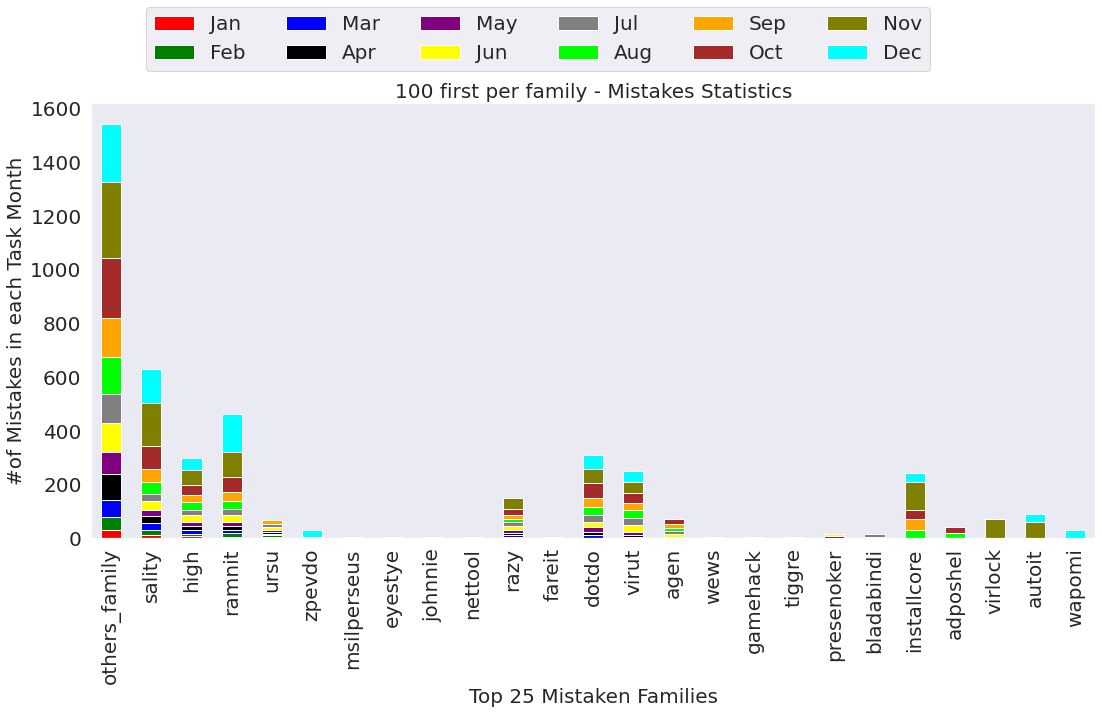 Jan Mar May Jul Sep Nov
Feb Apr Jun Aug Oct Dec
100 first per family - Mistakes Statistics
#of Mistakes in each Task Month
1600
1400
1200
1000
800
600
400
200
0
others_family
sality
high
ramnit
ursu
zpevdo
msilperseus
eyestye
johnnie
nettool
razy
fareit
dotdo
virut
agen
wews
gamehack
tiggre
presenoker
bladabindi
installcore
adposhel
virlock
autoit
wapomi
Top 25 Mistaken Families